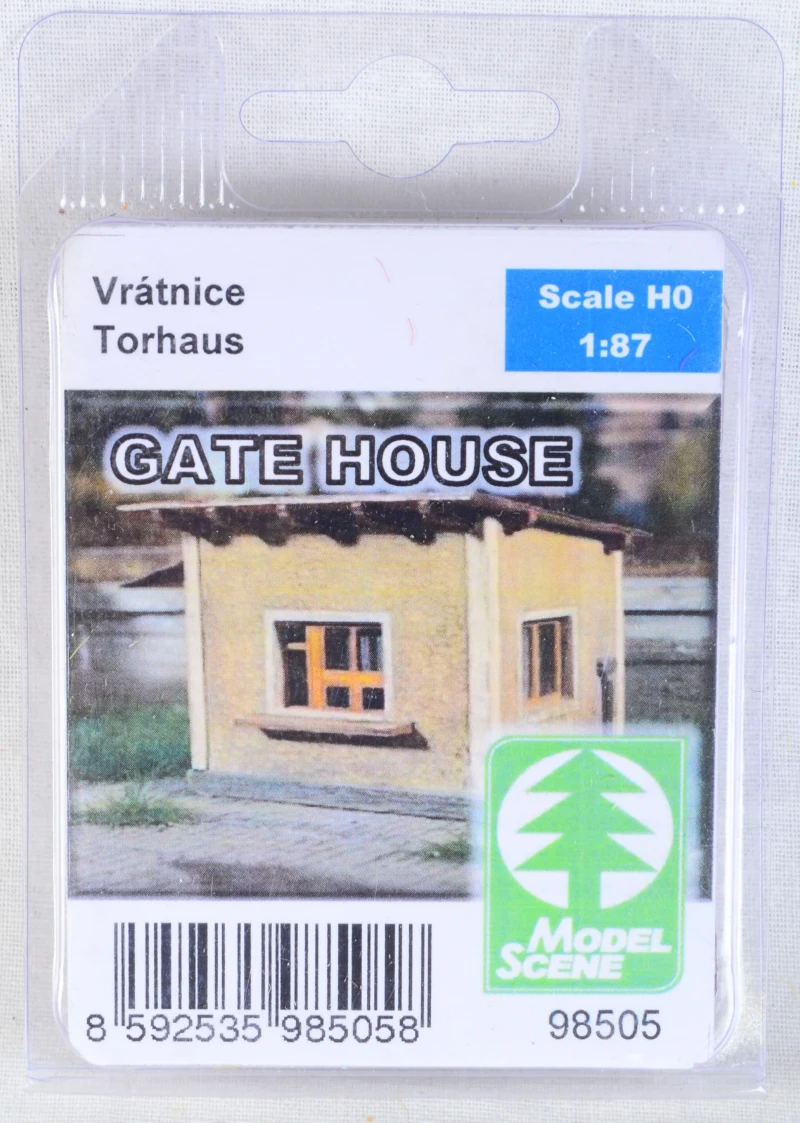 Vrátnice
Torhaus
Scale H0
1:87
GATE HOUSE
MODEL
SCENE
8 592535 985058
98505